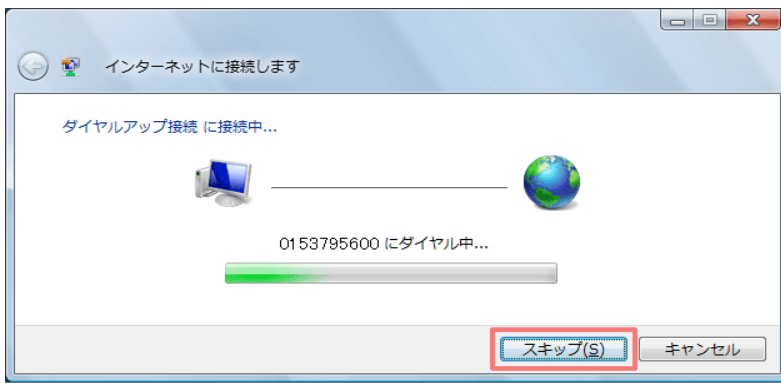 インターネットに接続します
ダイヤルアップ接続 に接続中...
0153795600 にダイヤル中...
スキップ(S)
キャンセル